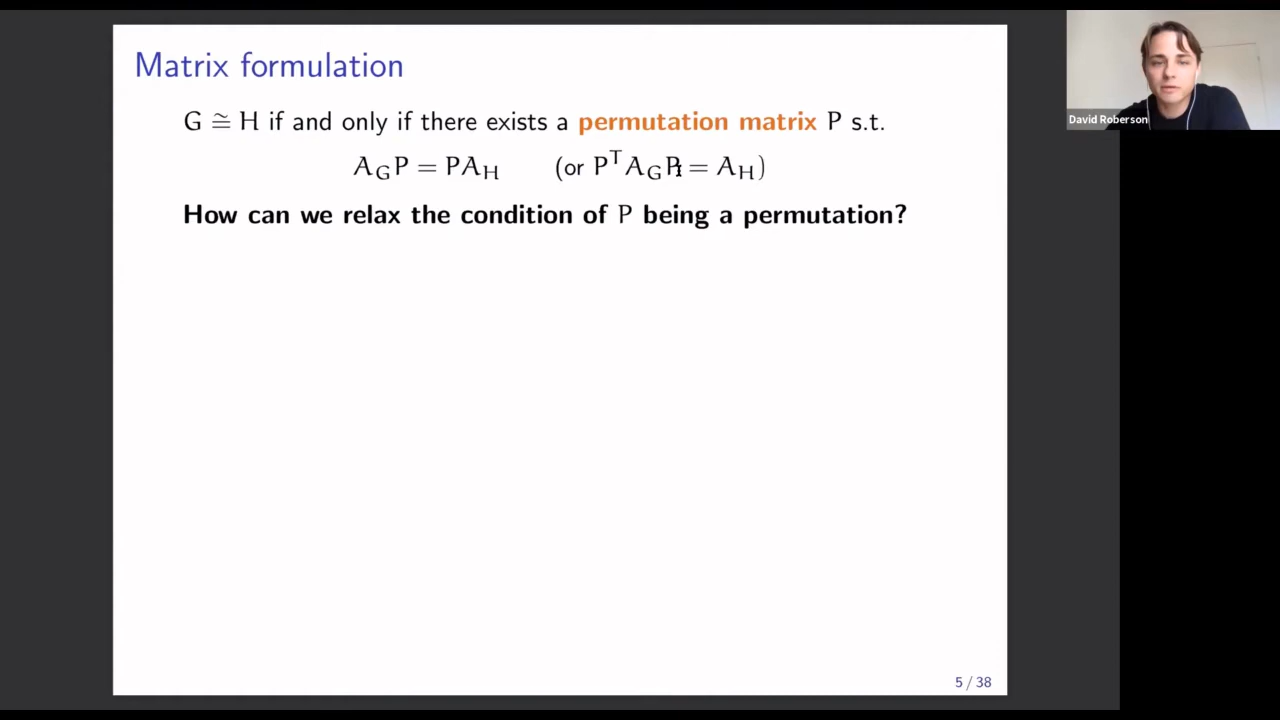 Matrix formulation
G ≅ H if and only if there exists a permutation matrix P s.t.
A_G P = P A_H (or P^T A_G P = A_H)
How can we relax the condition of P being a permutation?
5 / 38
David Roberson